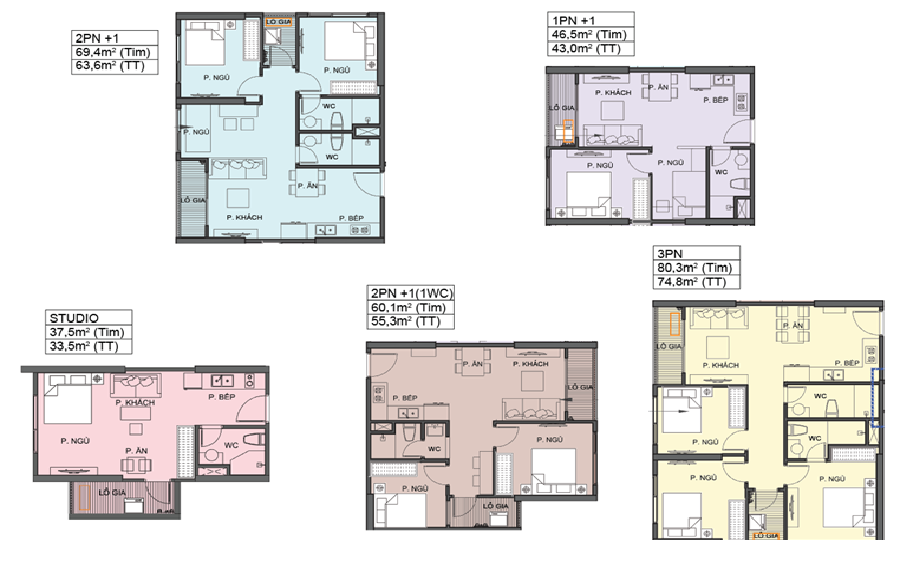 2PN +1
69,4m² (Tim)
63,6m² (TT)
LÔ GIA
P. NGỦ
P. NGỦ
WC
P. NGỦ
WC
P. ĂN
LÔ GIA
P. KHÁCH
P. BẾP
1PN +1
46,5m² (Tim)
43,0m² (TT)
P. KHÁCH
P. ĂN
P. BẾP
LÔ GIA
P. NGỦ
P. NGỦ
WC
STUDIO
37,5m² (Tim)
33,5m² (TT)
P. KHÁCH
P. BẾP
P. NGỦ
WC
P. ĂN
LÔ GIA
2PN +1(1WC)
60,1m² (Tim)
55,3m² (TT)
P. ĂN
P. KHÁCH
LÔ GIA
P. BẾP
WC
P. NGỦ
P. NGỦ
LÔ GIA
3PN
80,3m² (Tim)
74,8m² (TT)
P. ĂN
LÔ GIA
P. KHÁCH
P. BẾP
WC
P. NGỦ
WC
P. NGỦ
P. NGỦ
LÔ GIA